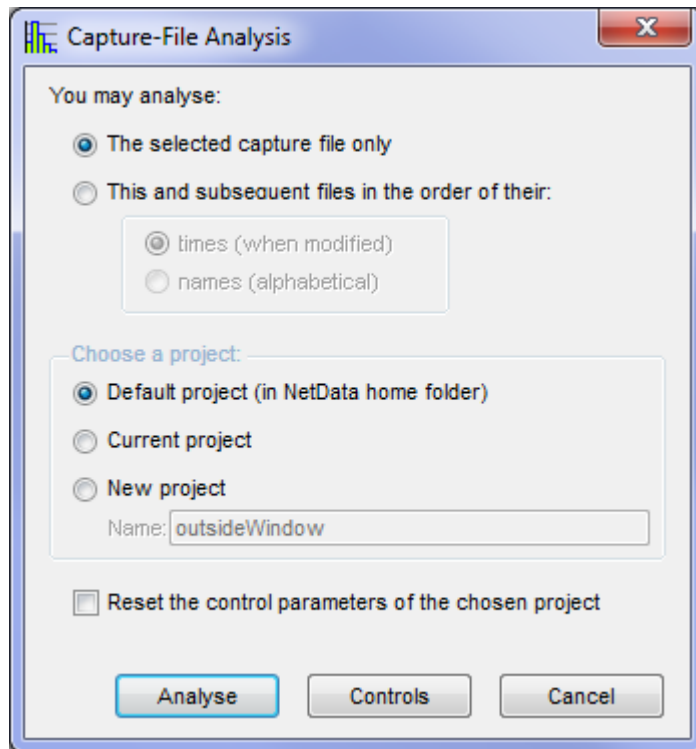 Capture-File Analysis
You may analyse:
The selected capture file only
This and subsequent files in the order of their:
times (when modified)
names (alphabetical)
Choose a project:
Default project (in NetData home folder)
Current project
New project
Name: outsideWindow
Reset the control parameters of the chosen project
Analyse Controls Cancel